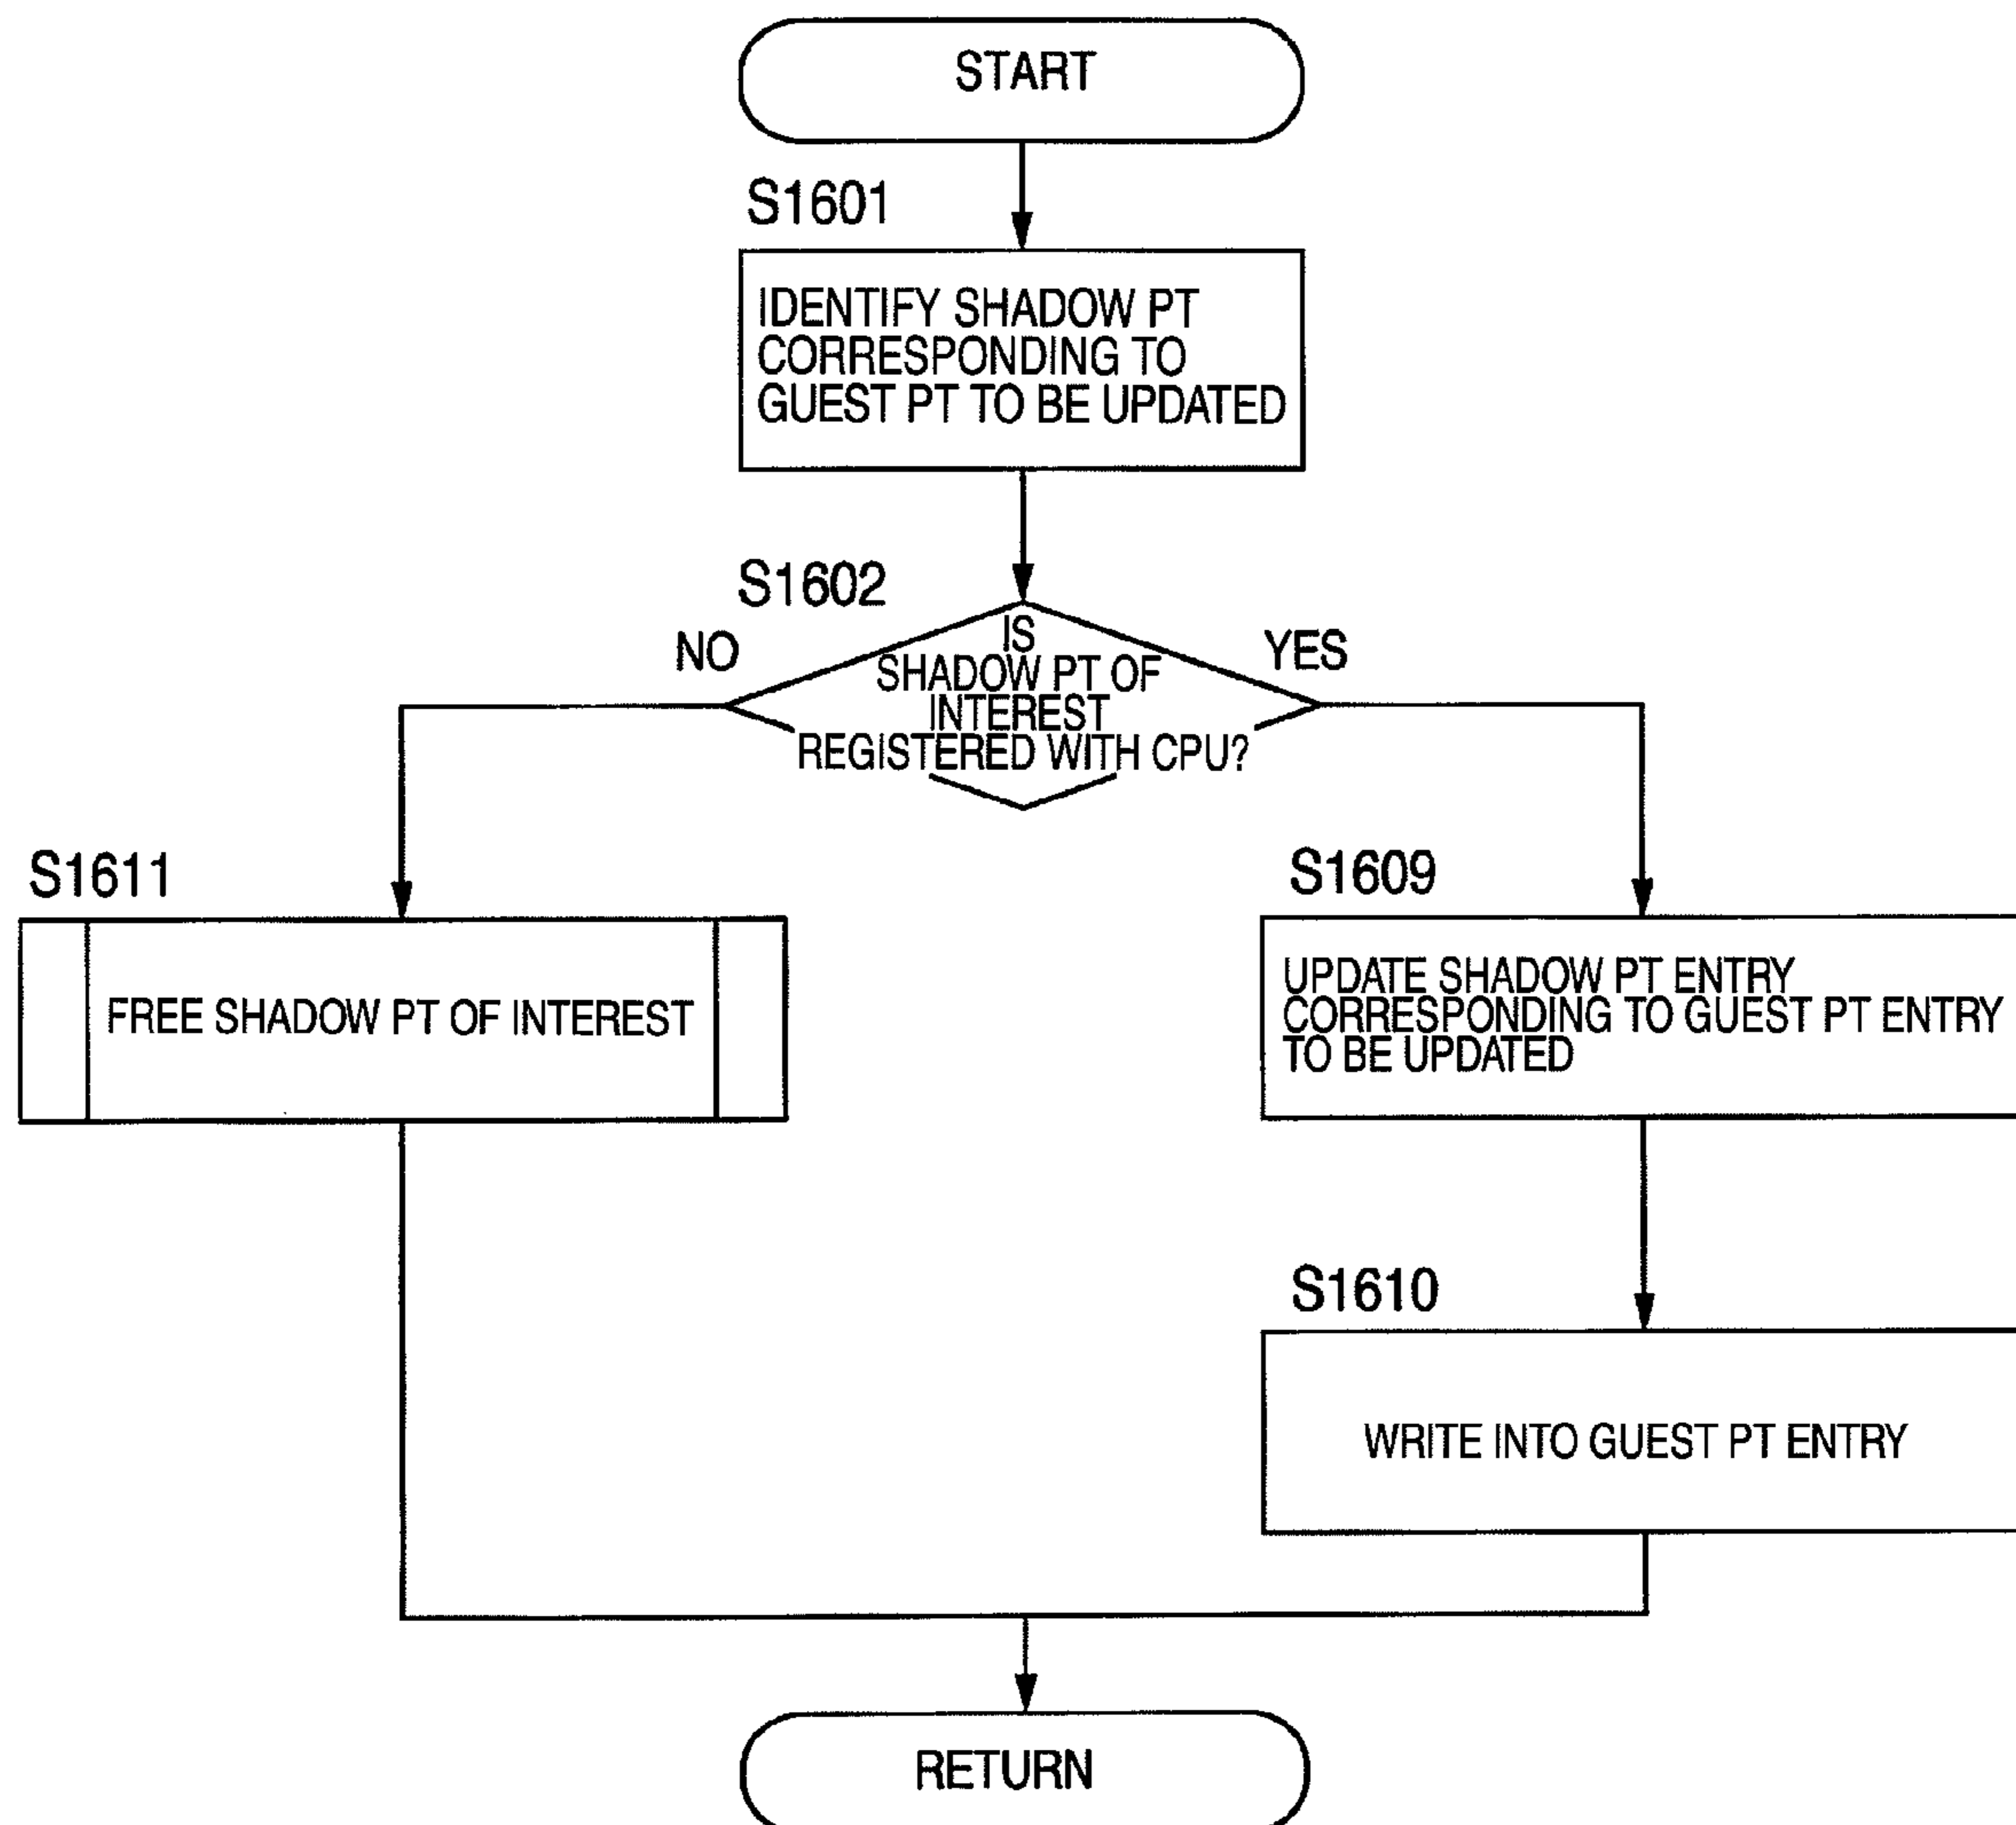 START
S1601
IDENTIFY SHADOW PT
CORRESPONDING TO
GUEST PT TO BE UPDATED
S1602
NO
IS
SHADOW PT OF
INTEREST
REGISTERED WITH CPU?
YES
S1611
FREE SHADOW PT OF INTEREST
S1609
UPDATE SHADOW PT ENTRY
CORRESPONDING TO GUEST PT ENTRY
TO BE UPDATED
S1610
WRITE INTO GUEST PT ENTRY
RETURN